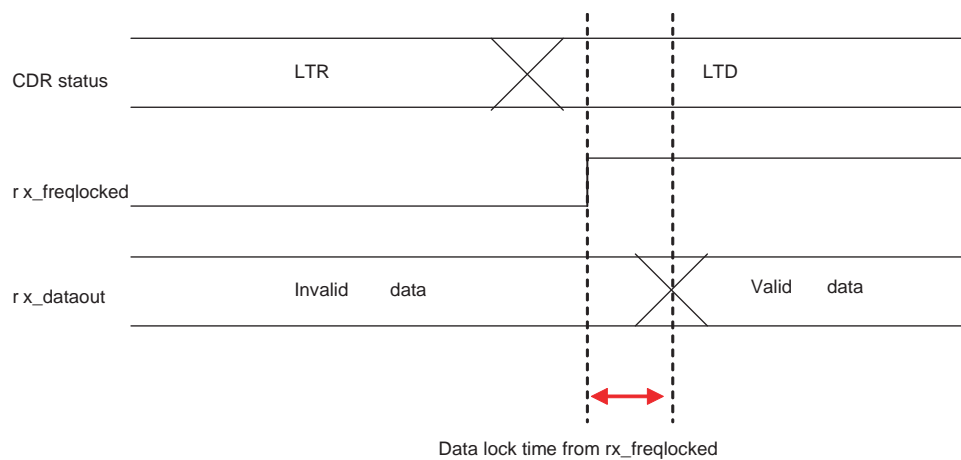 CDR status
LTR
LTD
r x_freqlocked
r x_dataout
Invalid data
Valid data
Data lock time from rx_freqlocked